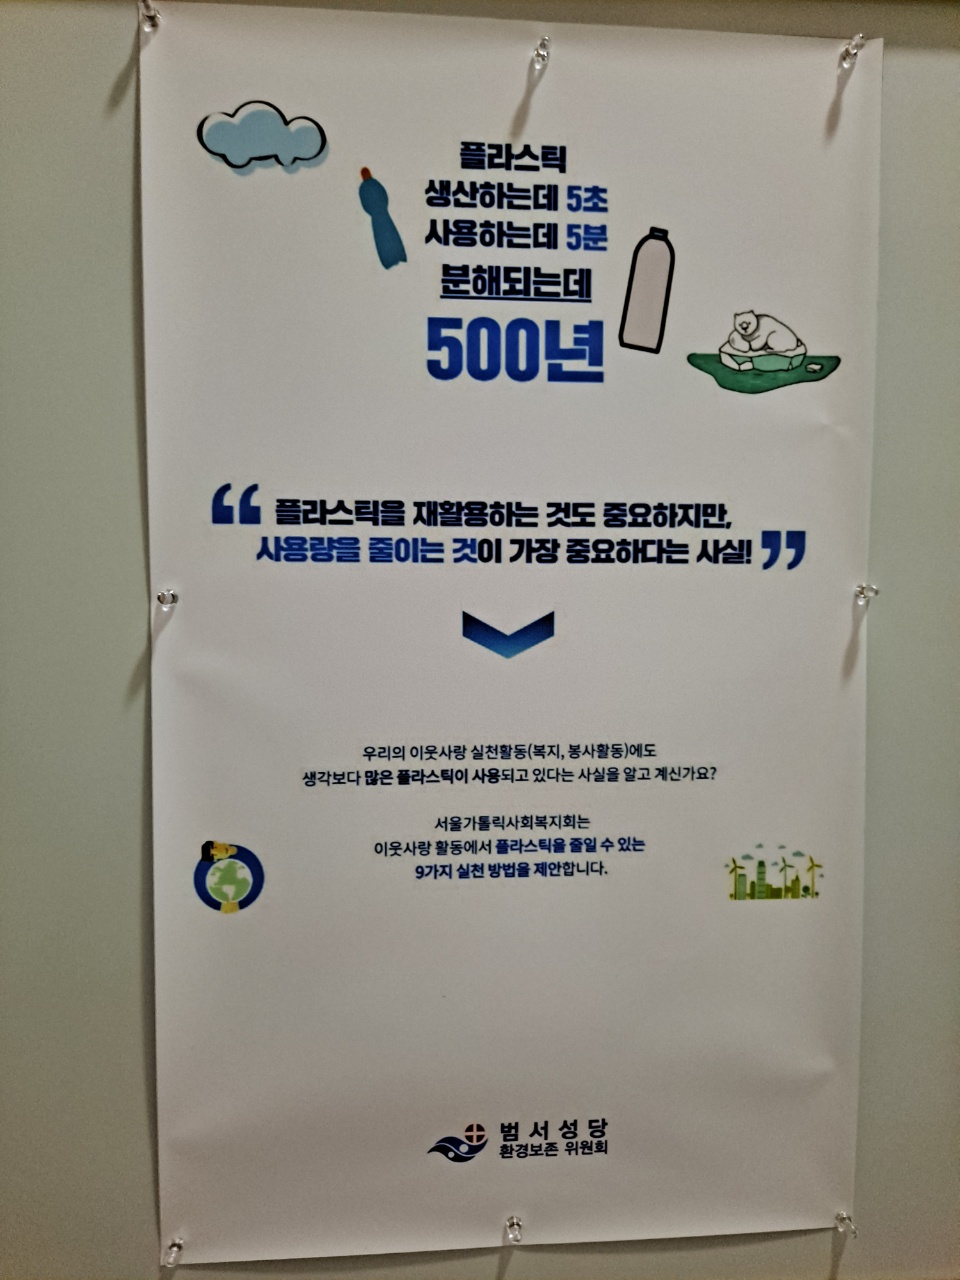 플라스틱
생산하는데 5초
사용하는데 5분
분해되는데
500년
“ 플라스틱을 재활용하는 것도 중요하지만,
사용량을 줄이는 것이 가장 중요하다는 사실! ”
우리의 이웃사랑 실천활동(복지, 봉사활동)에도
생각보다 많은 플라스틱이 사용되고 있다는 사실을 알고 계신가요?
서울가톨릭사회복지회는
이웃사랑 활동에서 플라스틱을 줄일 수 있는
9가지 실천 방법을 제안합니다.
범서성당
환경보존 위원회